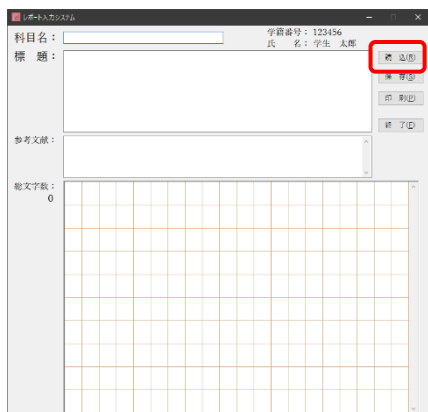 レポート入力システム
科目名：
学籍番号：123456
氏　名：学生 太郎
標　題：
読 込(R)
保 存(S)
印 刷(P)
終 了(E)
参考文献：
総文字数：
0